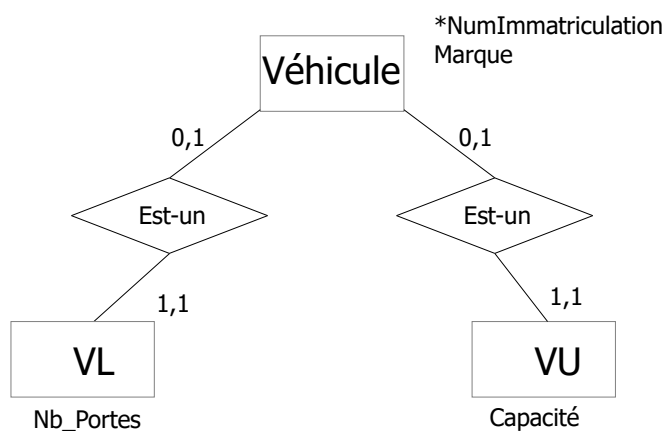 *NumImmatriculation
Marque
Véhicule
0,1
0,1
Est-un
Est-un
1,1
1,1
VL
VU
Nb_Portes
Capacité